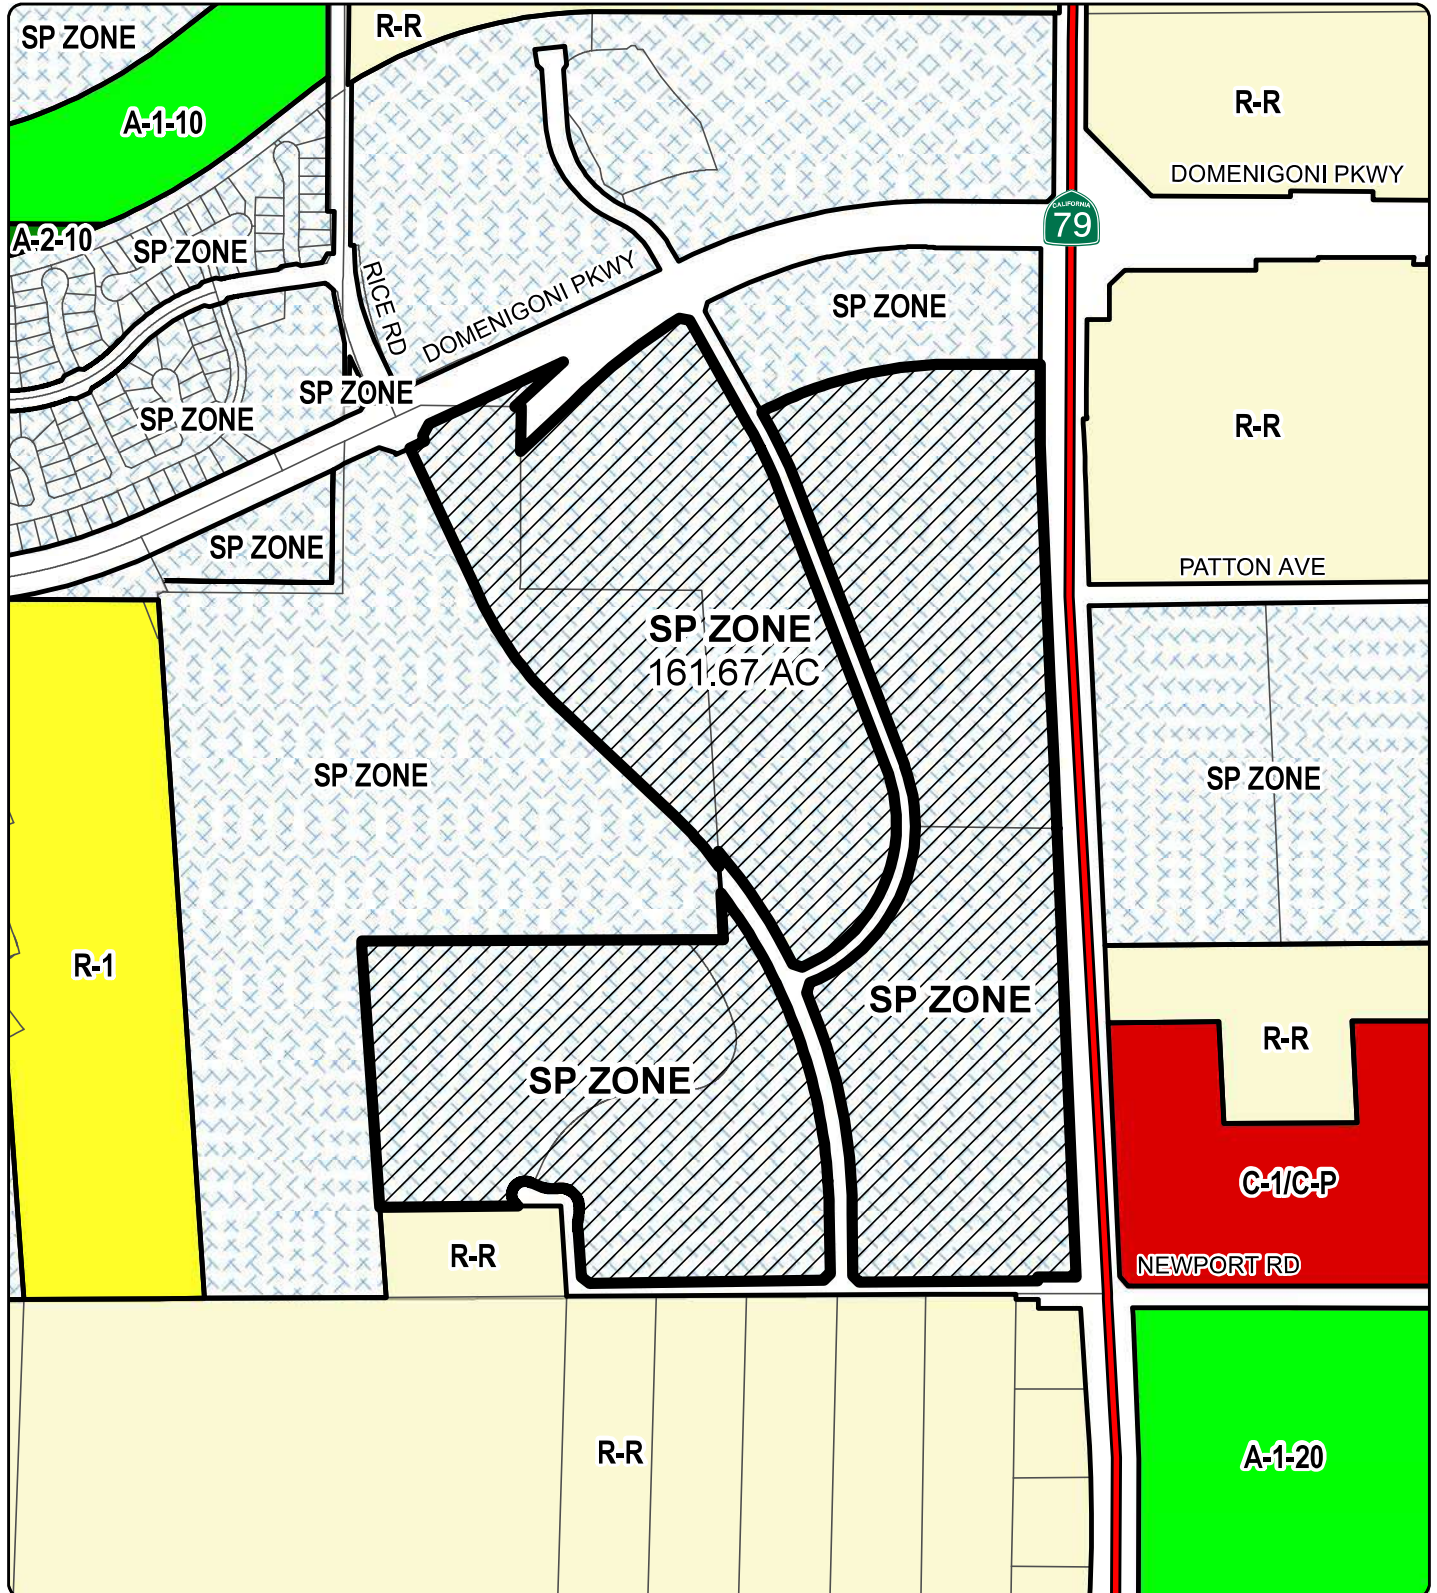 SP ZONE
R-R
A-1-10
R-R
DOMENIGONI PKWY
CALIFORNIA
79
A-2-10
SP ZONE
RICE RD
DOMENIGONI PKWY
SP ZONE
SP ZONE
SP ZONE
R-R
SP ZONE
PATTON AVE
SP ZONE
161.67 AC
SP ZONE
SP ZONE
R-1
SP ZONE
R-R
SP ZONE
C-1/C-P
R-R
NEWPORT RD
R-R
A-1-20